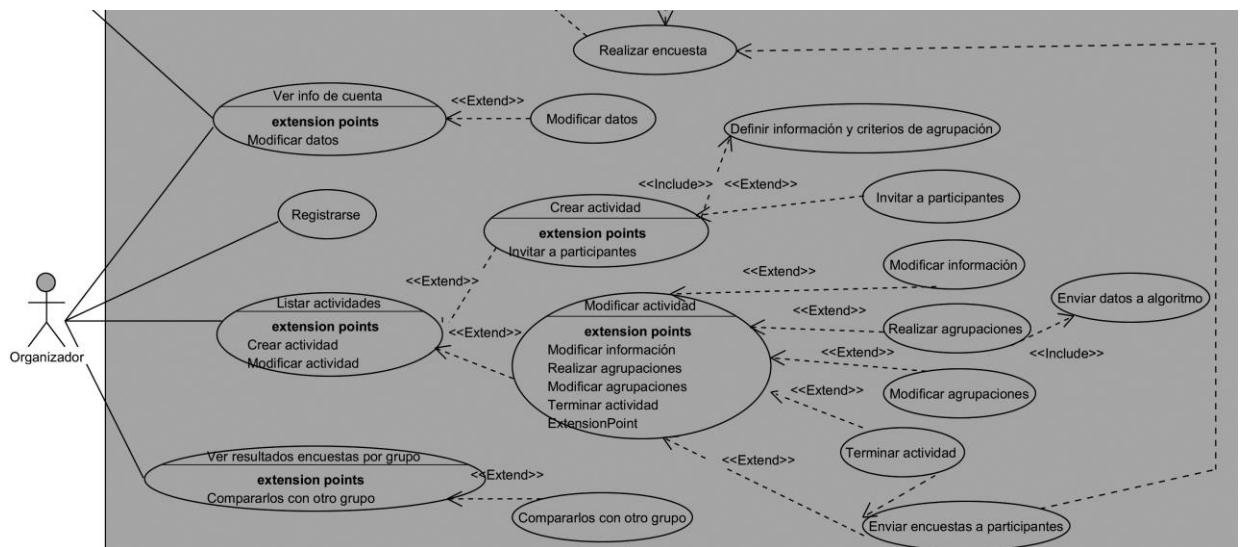 Realizar encuesta
Ver info de cuenta
extension points
Modificar datos
<<Extend>>
Modificar datos
Definir información y criterios de agrupación
<<Include>>
<<Extend>>
Registrarse
Crear actividad
extension points
Invitar a participantes
Invitar a participantes
<<Extend>>
Modificar información
<<Extend>>
Organizador
Listar actividades
extension points
Crear actividad
Modificar actividad
<<Extend>>
Modificar actividad
extension points
Modificar información
Realizar agrupaciones
Modificar agrupaciones
Terminar actividad
ExtensionPoint
<<Extend>>
Realizar agrupaciones
Enviar datos a algoritmo
<<Include>>
<<Extend>>
Modificar agrupaciones
<<Extend>>
Terminar actividad
Ver resultados encuestas por grupo
extension points
Compararlos con otro grupo
<<Extend>>
Compararlos con otro grupo
<<Extend>>
Enviar encuestas a participantes